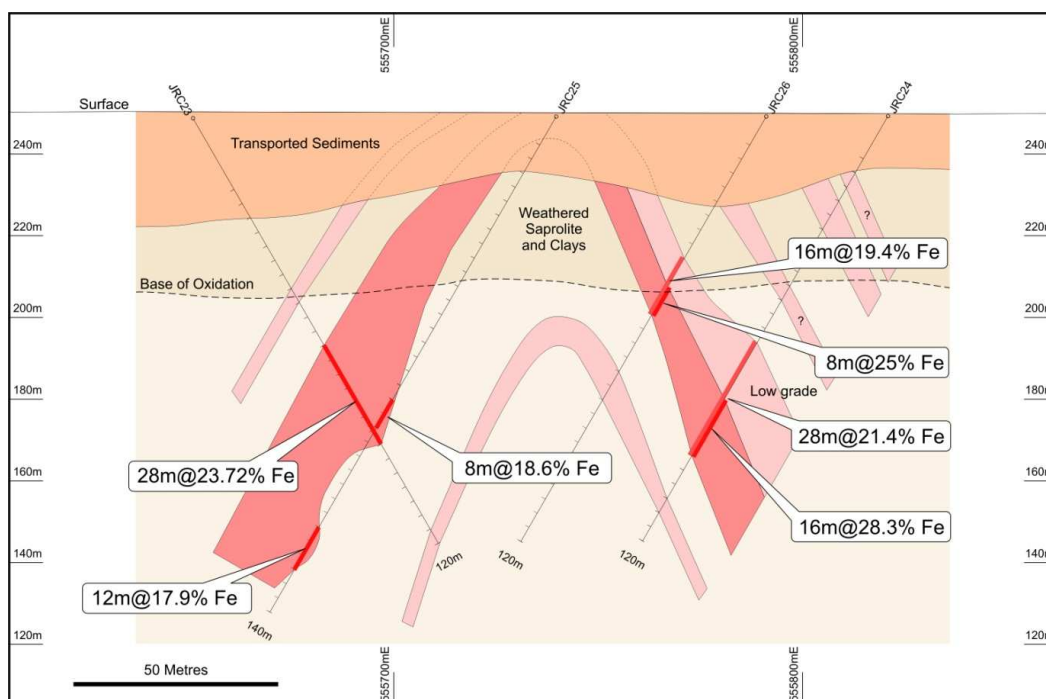 555700mE
555800mE
JRC23
JRC25
JRC26
JRC24
Surface
Transported Sediments
240m
240m
Weathered
Saprolite
and Clays
?
220m
220m
16m@19.4% Fe
Base of Oxidation
200m
200m
?
8m@25% Fe
180m
180m
Low grade
28m@21.4% Fe
28m@23.72% Fe
8m@18.6% Fe
160m
160m
16m@28.3% Fe
140m
140m
120m
120m
120m
12m@17.9% Fe
140m
120m
120m
50 Metres
555700mE
555800mE